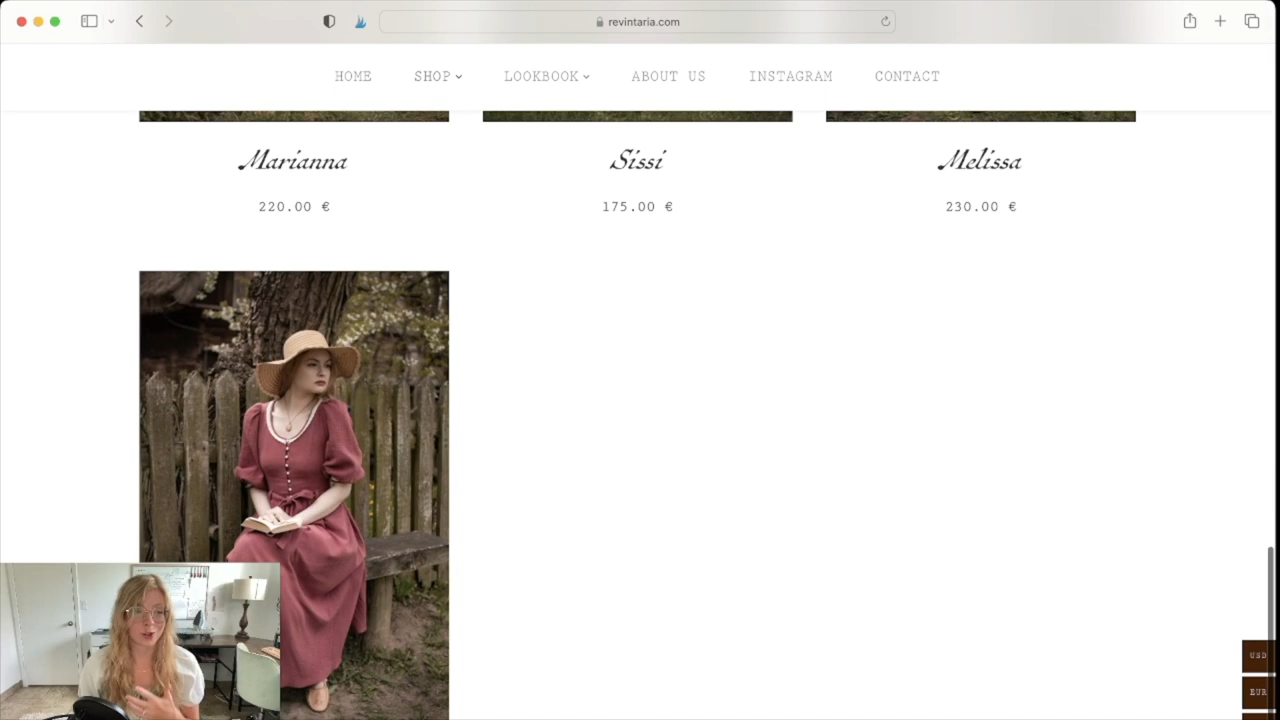 revintaria.com
HOME SHOP LOOKBOOK ABOUT US INSTAGRAM CONTACT
Marianna Sissi Melissa
220.00 € 175.00 € 230.00 €
USD
EUR